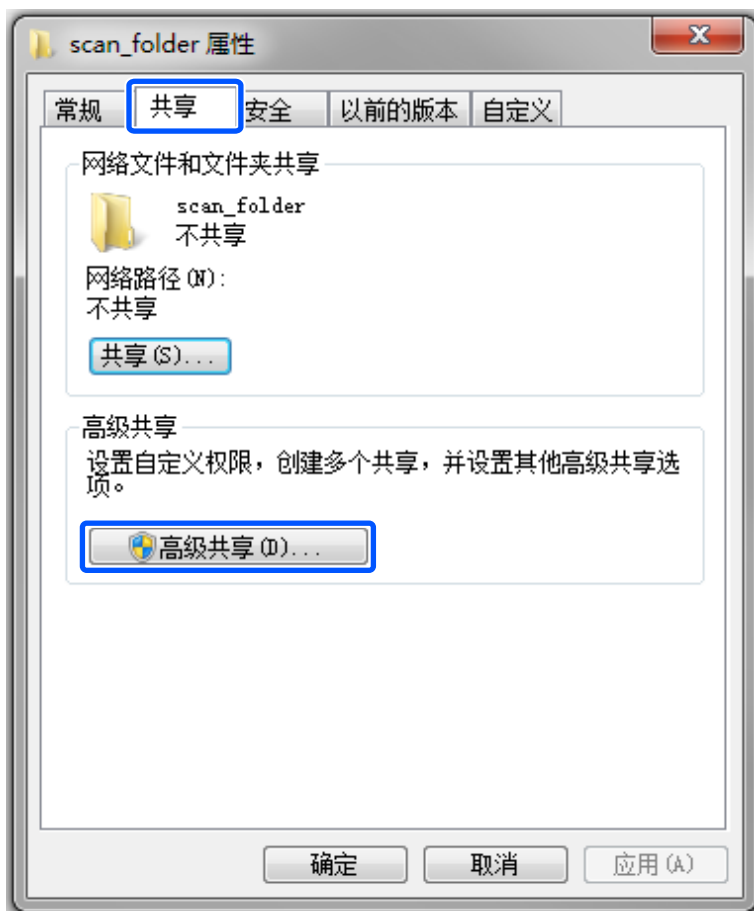 scan_folder 属性
常规 共享 安全 以前的版本 自定义
网络文件和文件夹共享
scan_folder
不共享
网络路径(N):
不共享
共享(S)...
高级共享
设置自定义权限，创建多个共享，并设置其他高级共享选
项。
高级共享(D)...
确定 取消 应用(A)